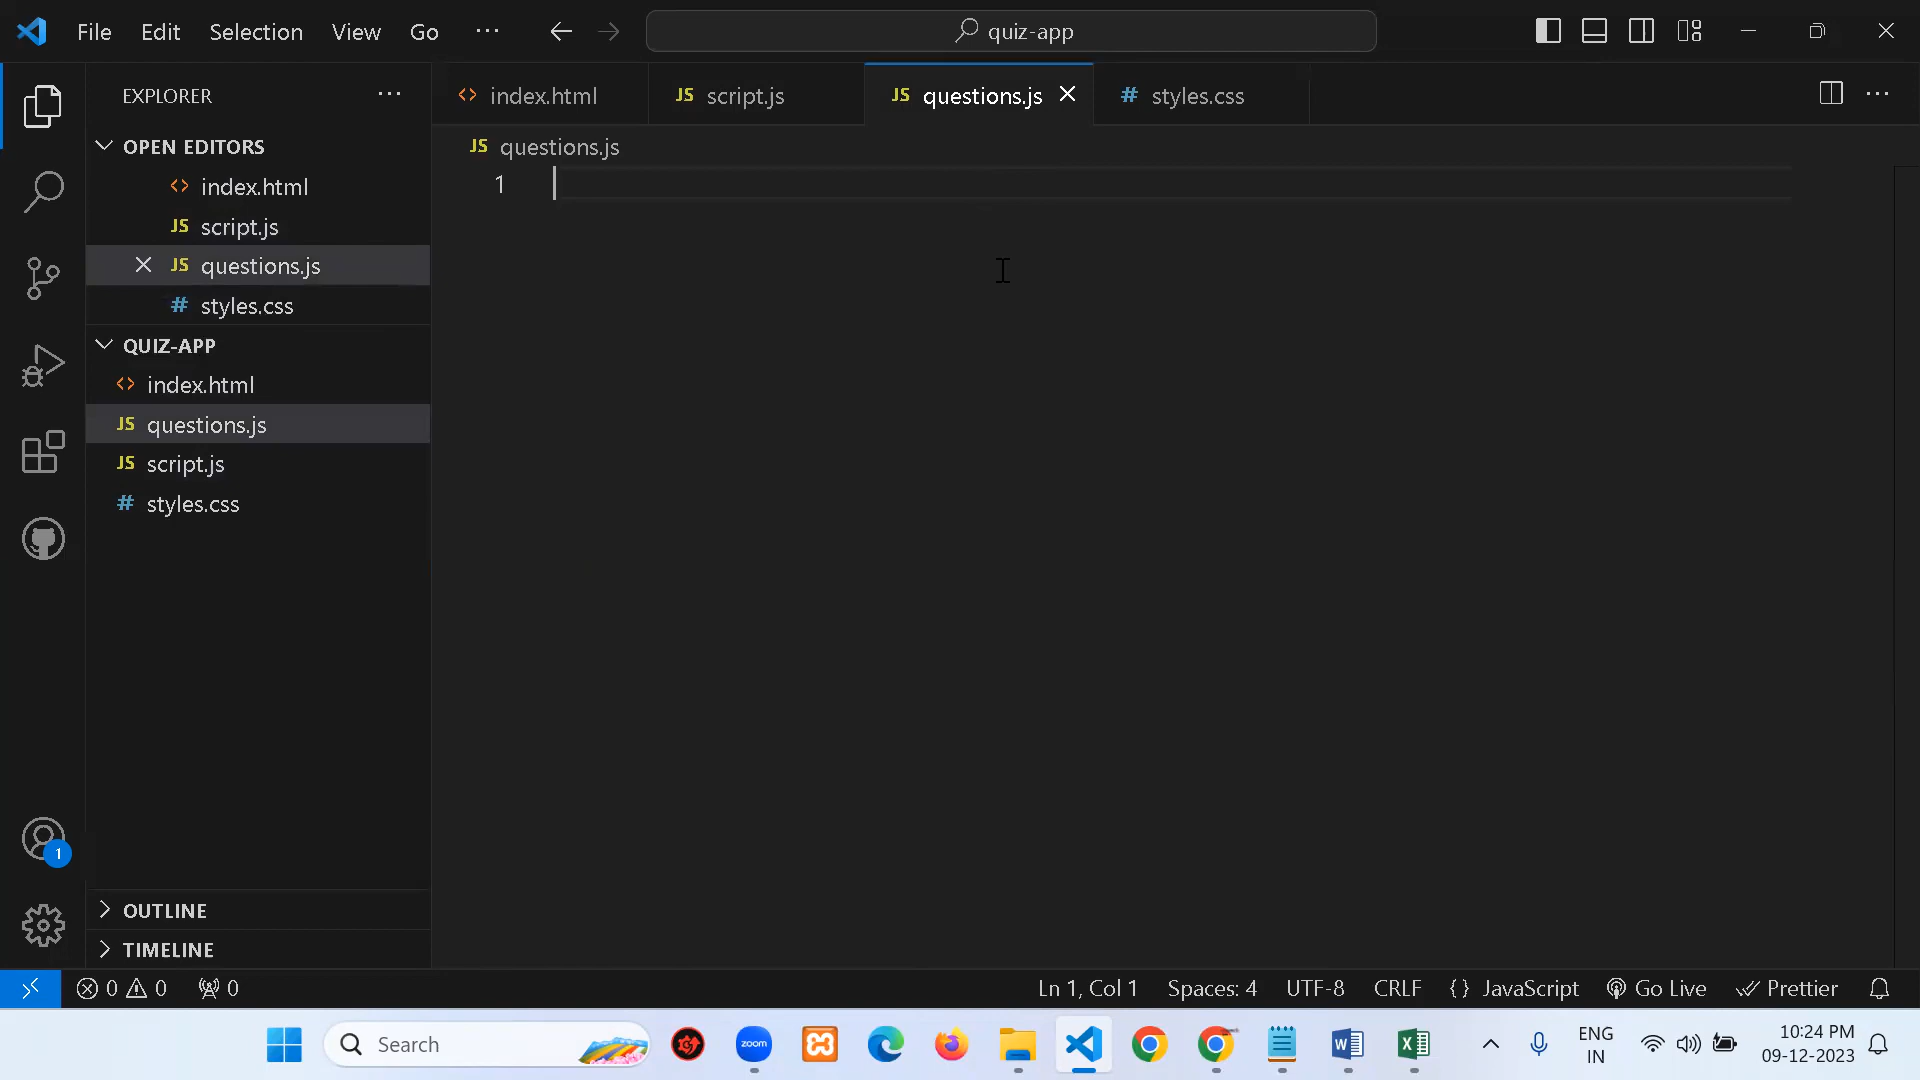 File Edit Selection View Go ··· quiz-app
EXPLORER ···
index.html JS script.js JS questions.js # styles.css
OPEN EDITORS
JS questions.js
index.html
1
JS script.js
JS questions.js
# styles.css
QUIZ-APP
index.html
JS questions.js
JS script.js
# styles.css
1
OUTLINE
TIMELINE
0 0 0 Ln 1, Col 1 Spaces: 4 UTF-8 CRLF {} JavaScript Go Live Prettier
Search zoom ENG
IN 10:24 PM
09-12-2023